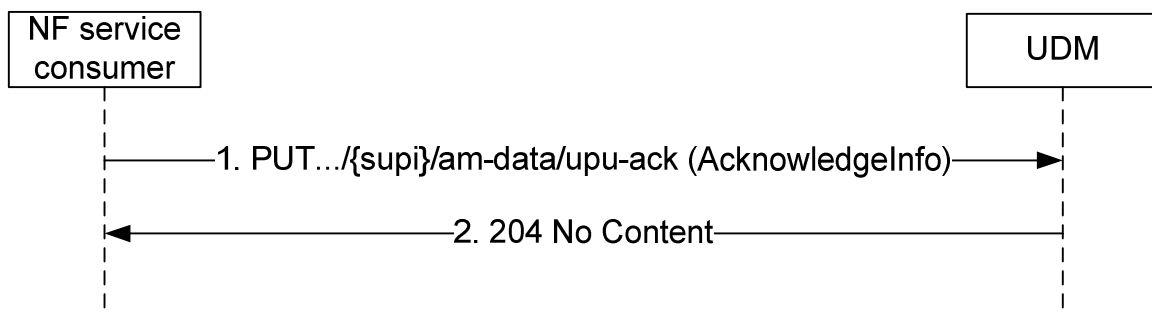 NF service
consumer
UDM
1. PUT.../{supi}/am-data/upu-ack (AcknowledgeInfo)
2. 204 No Content